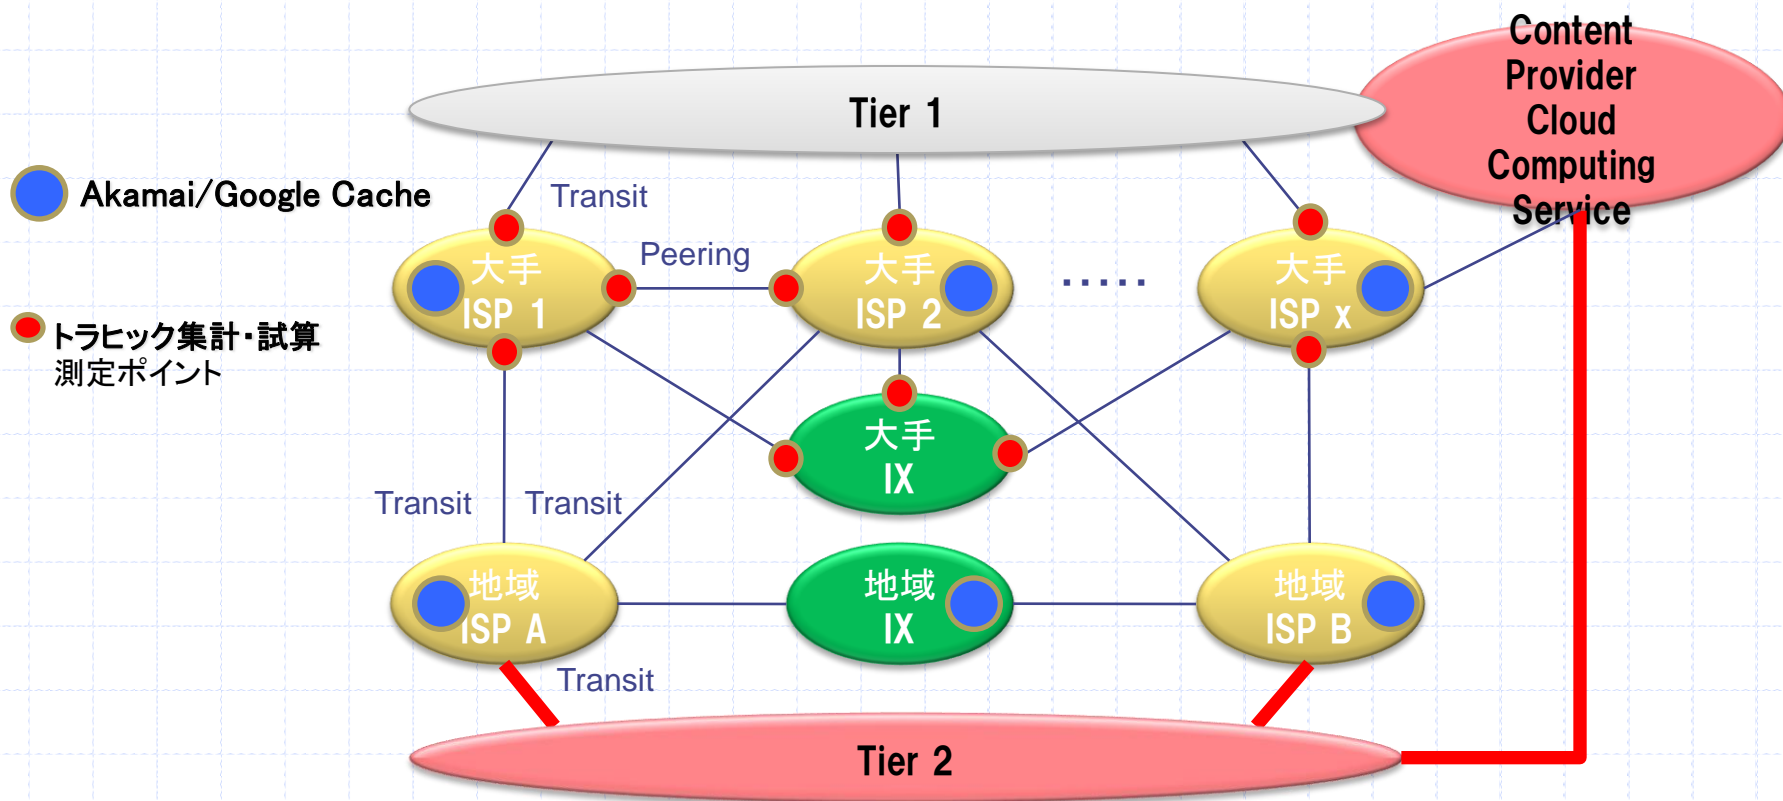 Content
Provider
Cloud
Computing
Service
Tier 1
Akamai/Google Cache
Transit
Peering
大手
ISP 1
大手
ISP 2
.....
大手
ISP x
トラヒック集計・試算
測定ポイント
大手
IX
Transit
Transit
地域
ISP A
地域
IX
地域
ISP B
Transit
Tier 2